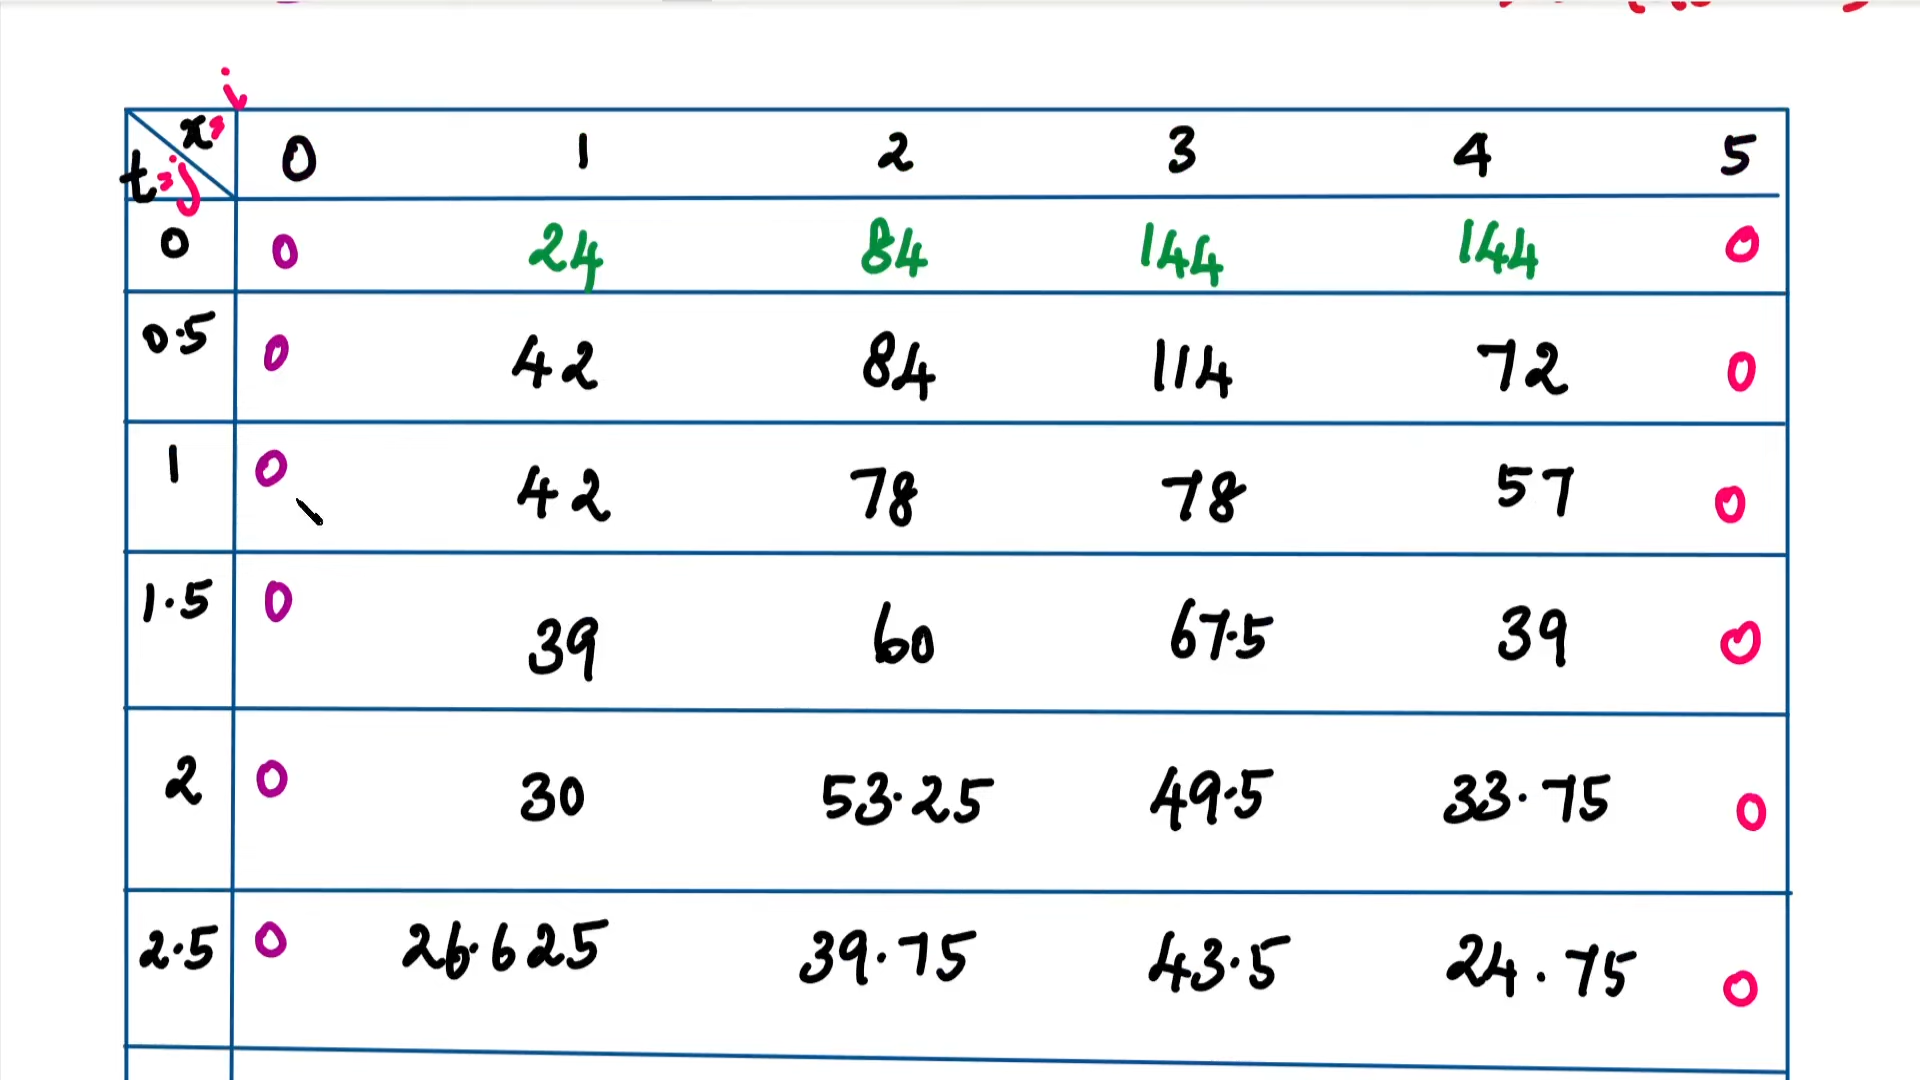 i
x=
t=j
0 1 2 3 4 5
0 0 24 84 144 144 0
0.5 0 42 84 114 72 0
1 0 42 78 78 57 0
1.5 0 39 60 67.5 39 0
2 0 30 53.25 49.5 33.75 0
2.5 0 26.625 39.75 43.5 24.75 0